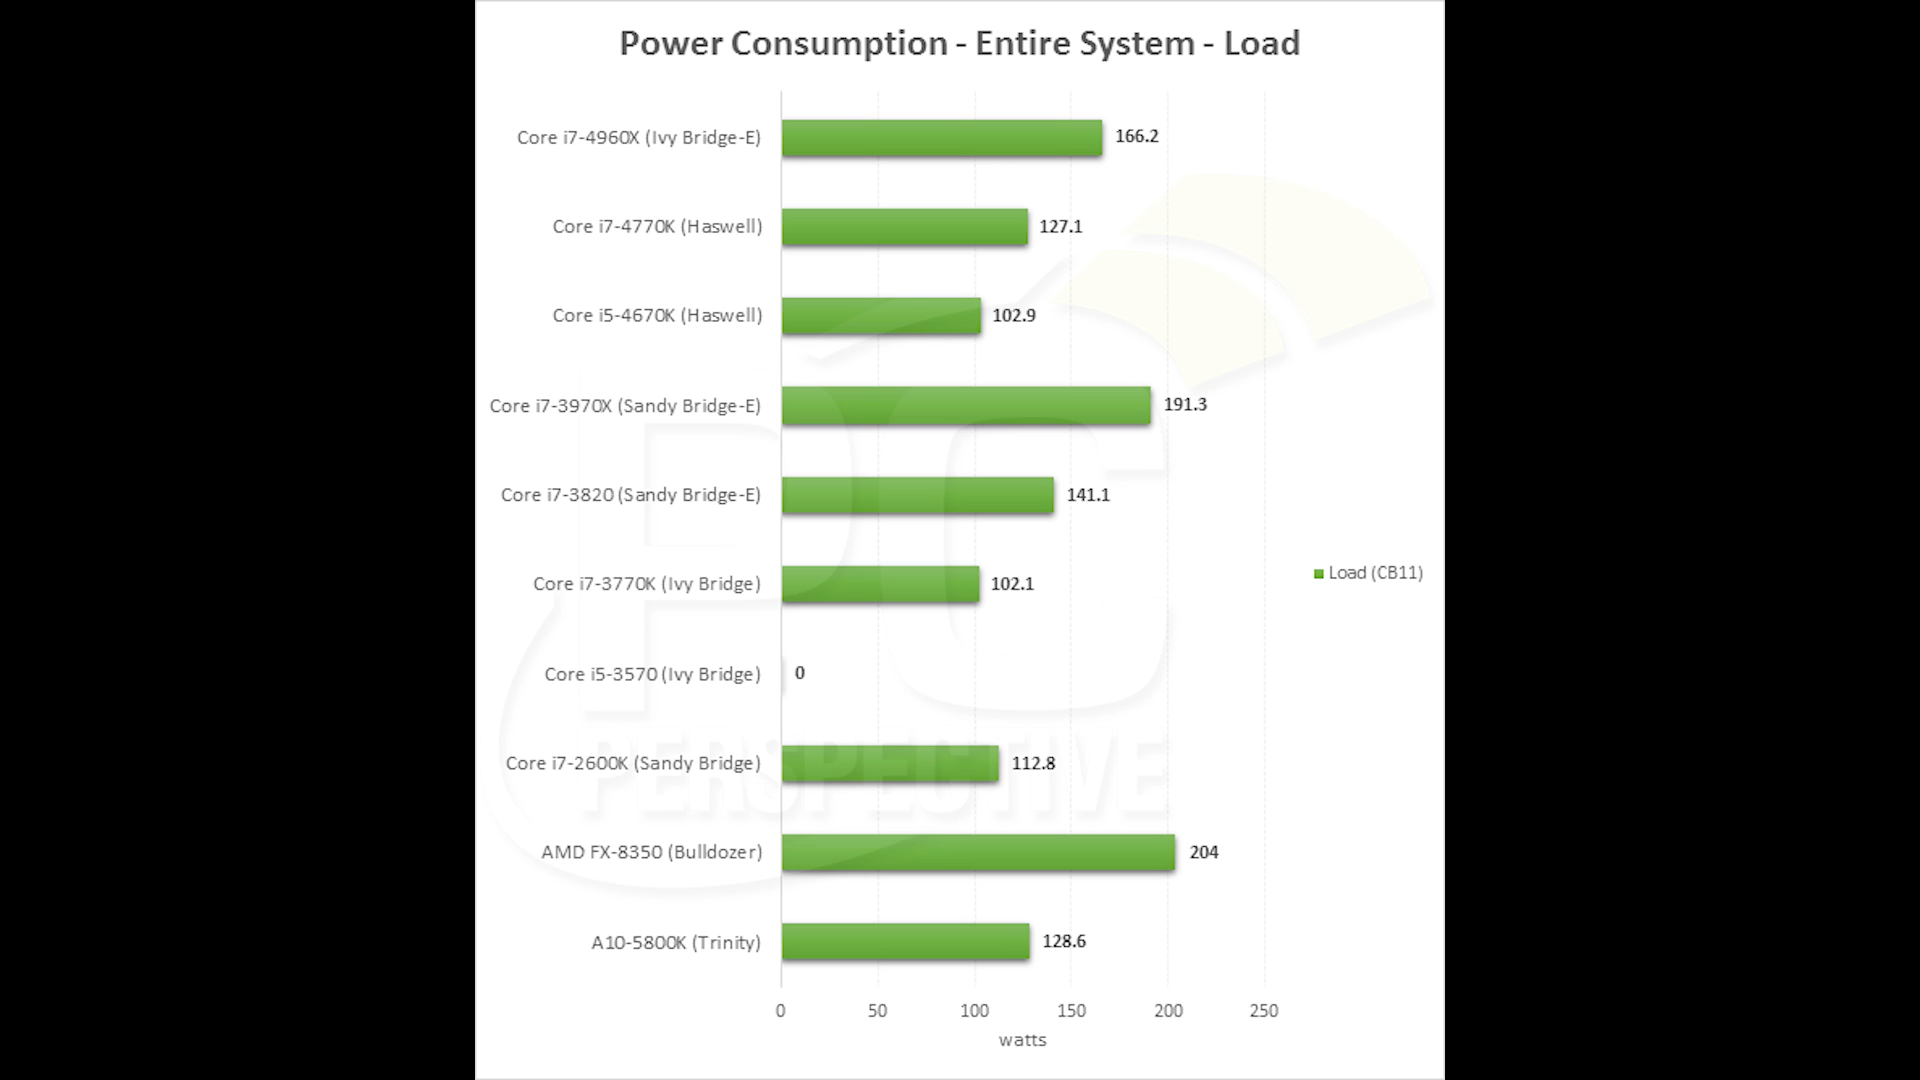 Power Consumption - Entire System - Load
Core i7-4960X (Ivy Bridge-E) 166.2
Core i7-4770K (Haswell) 127.1
Core i5-4670K (Haswell) 102.9
Core i7-3970X (Sandy Bridge-E) 191.3
Core i7-3820 (Sandy Bridge-E) 141.1
Load (CB11)
Core i7-3770K (Ivy Bridge) 102.1
Core i5-3570 (Ivy Bridge) 0
Core i7-2600K (Sandy Bridge) 112.8
AMD FX-8350 (Bulldozer) 204
A10-5800K (Trinity) 128.6
0 50 100 150 200 250
watts
PC
PERSPECTIVE